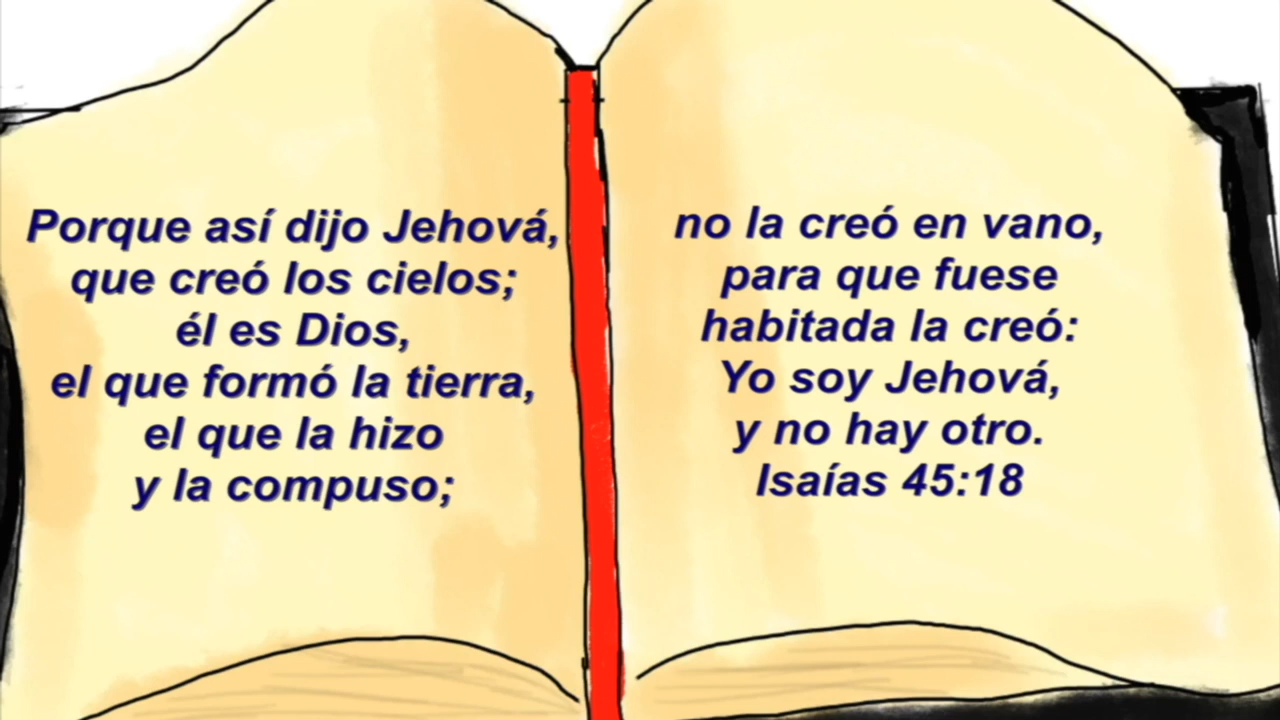 Porque así dijo Jehová,
que creó los cielos;
él es Dios,
el que formó la tierra,
el que la hizo
y la compuso;
no la creó en vano,
para que fuese
habitada la creó:
Yo soy Jehová,
y no hay otro.
Isaías 45:18